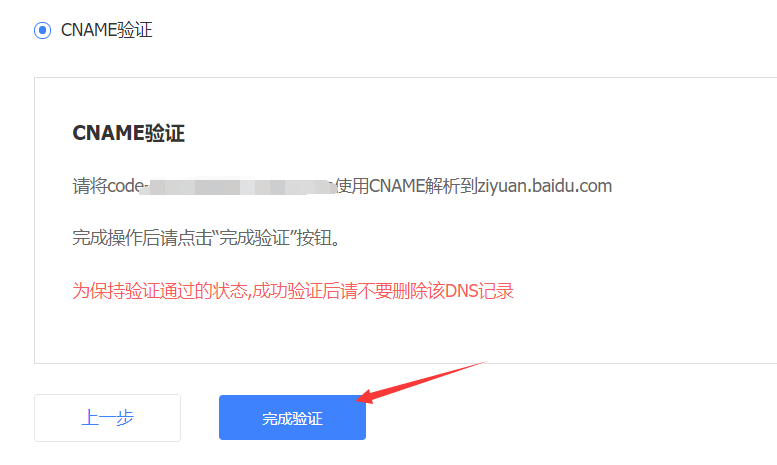 CNAME验证
CNAME验证
请将code-使用CNAME解析到ziyuan.baidu.com
完成操作后请点击“完成验证”按钮。
为保持验证通过的状态,成功验证后请不要删除该DNS记录
上一步
完成验证